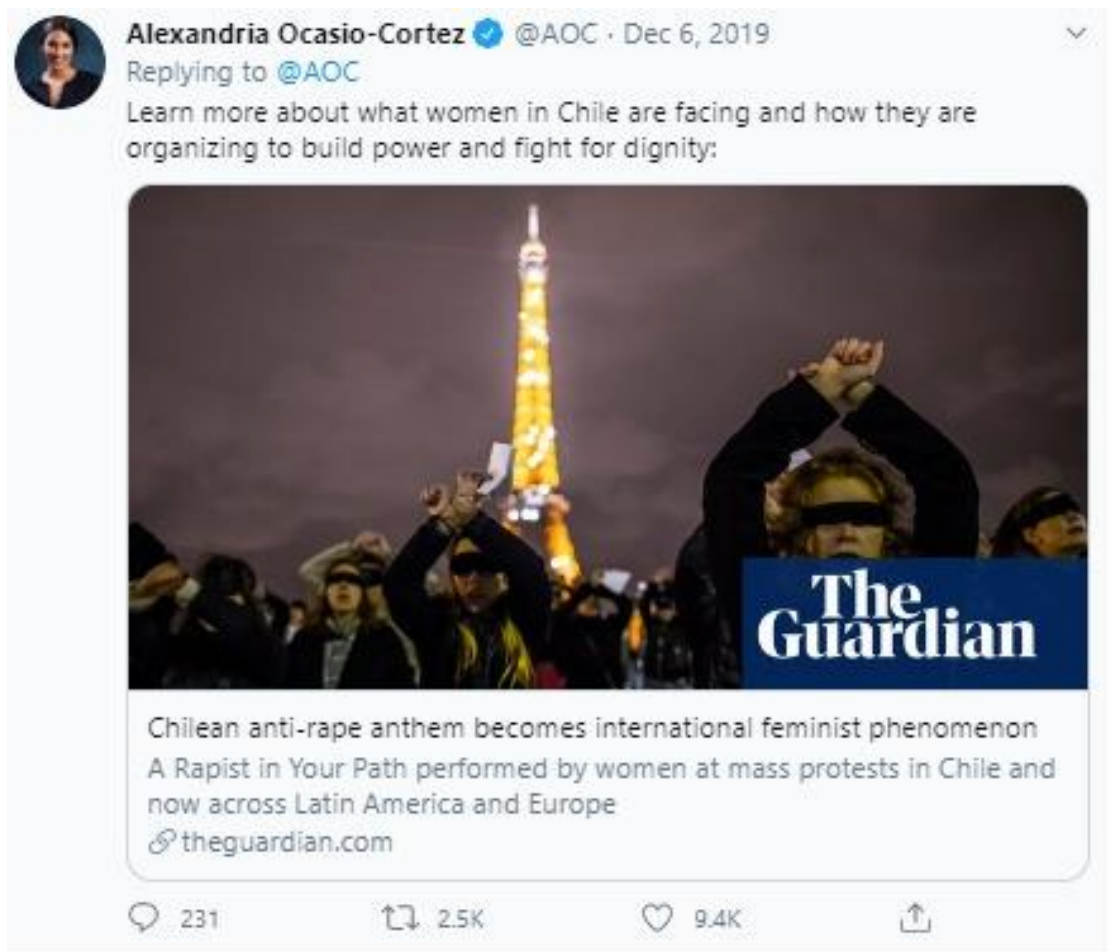 Alexandria Ocasio-Cortez @AOC · Dec 6, 2019
Replying to @AOC
Learn more about what women in Chile are facing and how they are
organizing to build power and fight for dignity:
The
Guardian
Chilean anti-rape anthem becomes international feminist phenomenon
A Rapist in Your Path performed by women at mass protests in Chile and
now across Latin America and Europe
theguardian.com
231 2.5K 9.4K